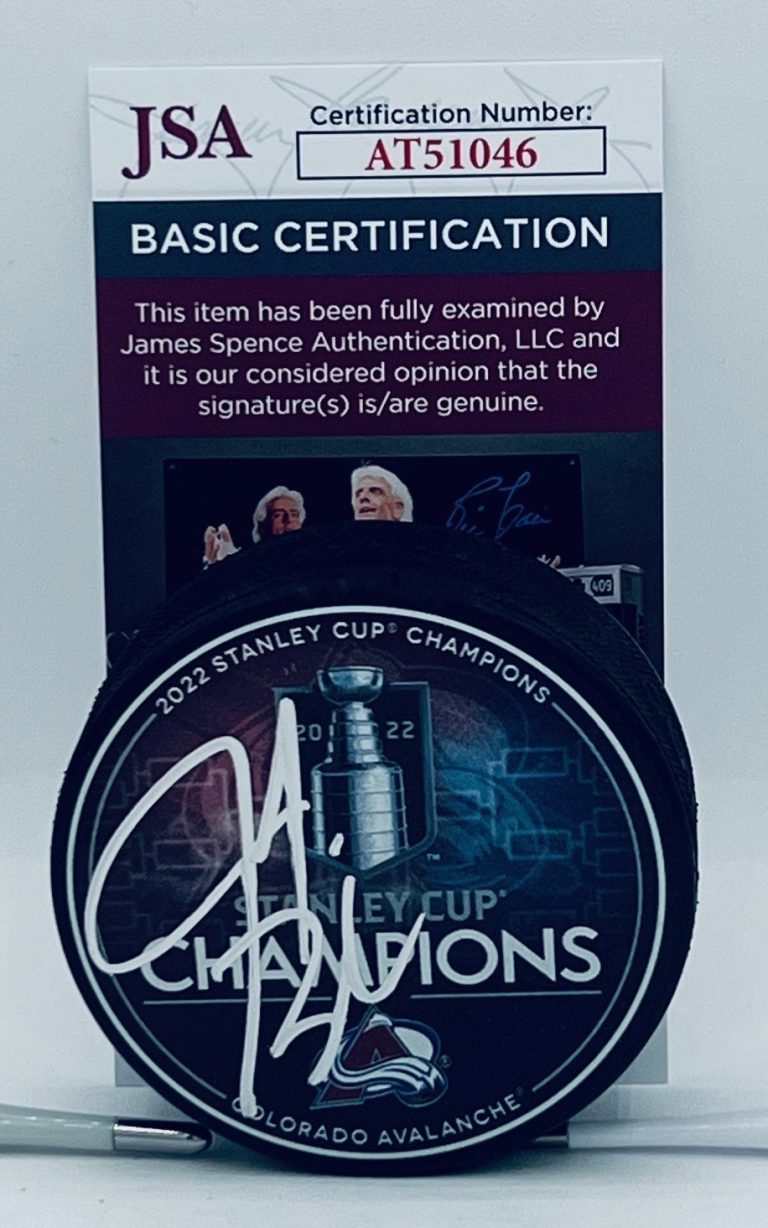 JSA
Certification Number:
AT51046
BASIC CERTIFICATION
This item has been fully examined by
James Spence Authentication, LLC and
it is our considered opinion that the
signature(s) is/are genuine.
409
2022 STANLEY CUP® CHAMPIONS
20 22
™
STANLEY CUP®
CHAMPIONS
COLORADO AVALANCHE®